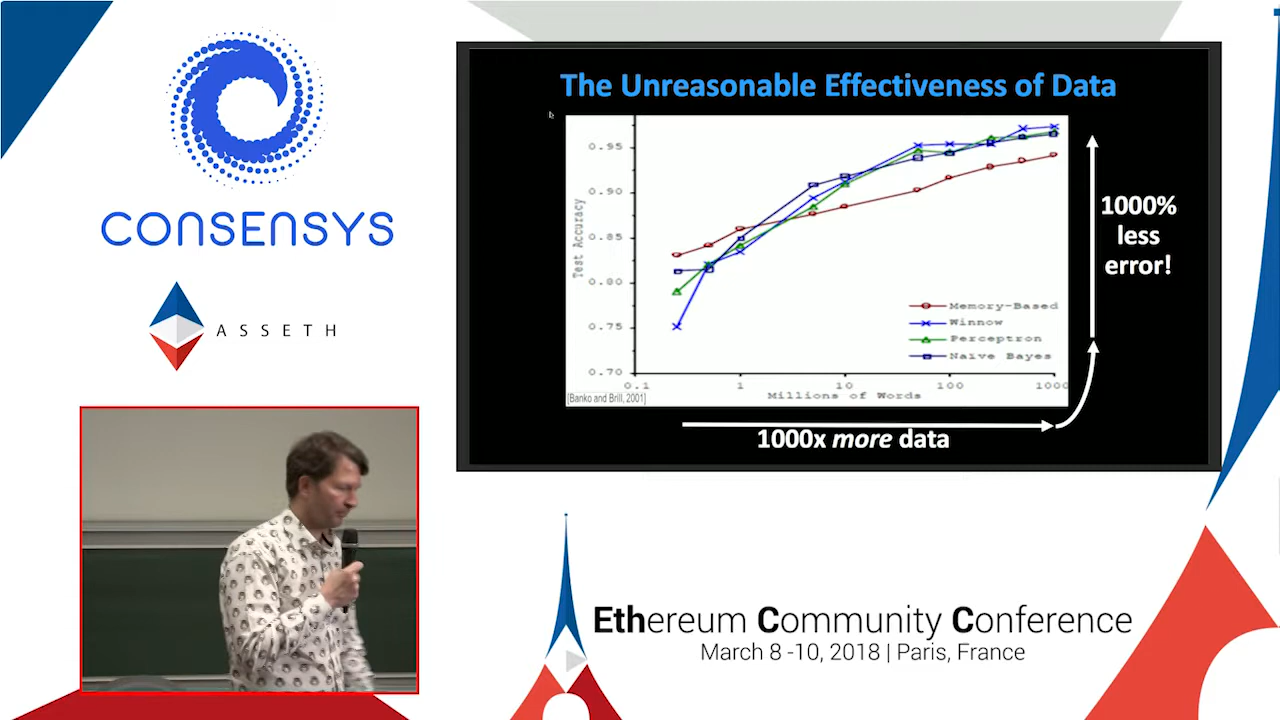 CONSENSYS
ASSETH
The Unreasonable Effectiveness of Data
0.95
0.90
0.85
0.80
0.75
0.70
Test Accuracy
0.1
1
10
100
1000
Millions of Words
Memory-Based
Winnow
Perceptron
Naïve Bayes
[Banko and Brill, 2001]
1000%
less
error!
1000x more data
Ethereum Community Conference
March 8 -10, 2018 | Paris, France